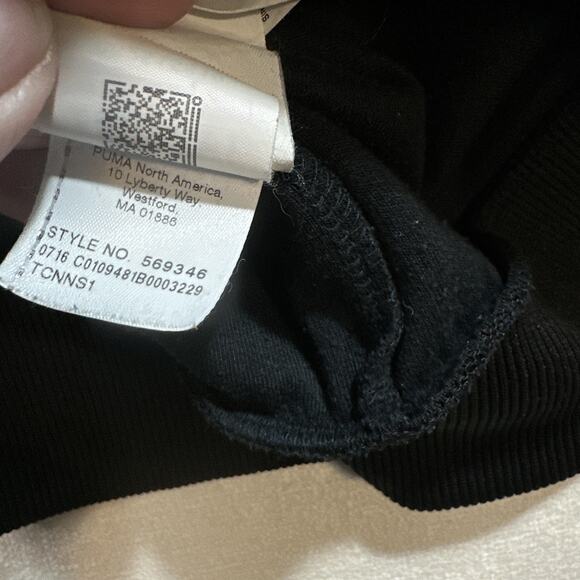 PUMA North America,
10 Lyberty Way,
Westford,
MA 01886
STYLE NO. 569346
0716 C0109481B0003229
TCNNS1